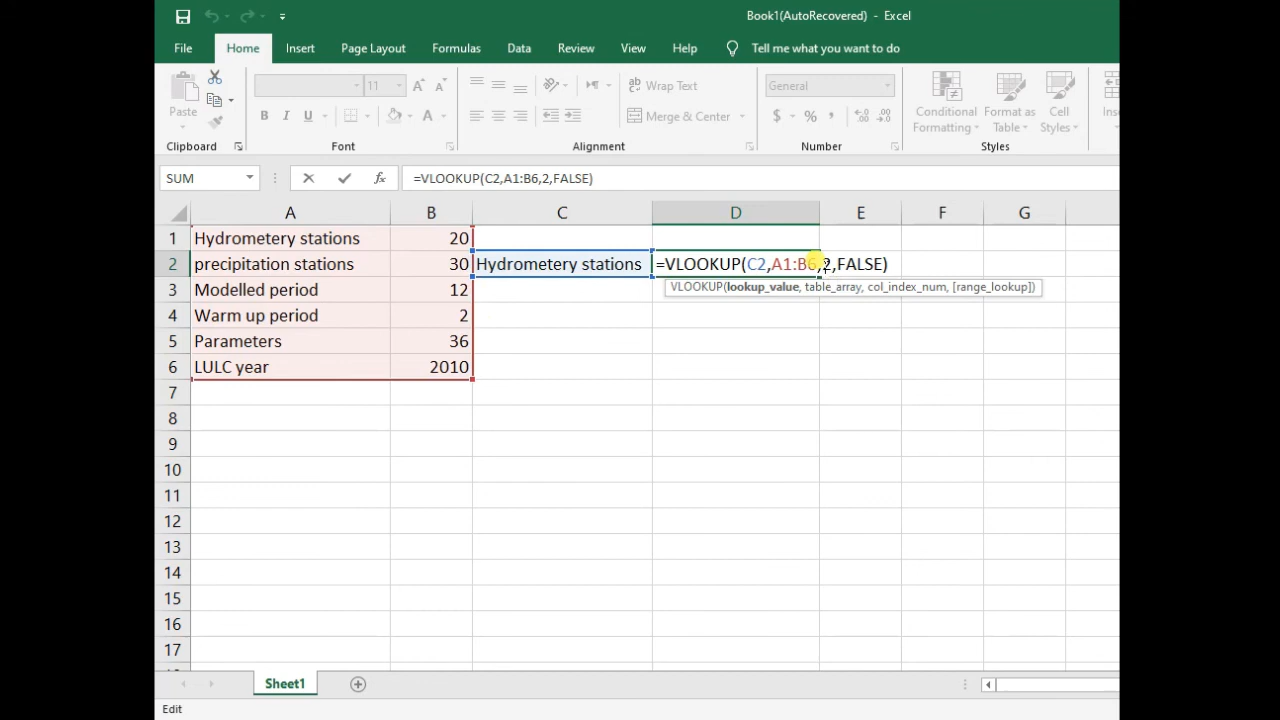 Book1(AutoRecovered) - Excel
File Home Insert Page Layout Formulas Data Review View Help Tell me what you want to do
11 Wrap Text General
Paste B I U A Merge & Center $ % , Conditional Formatting Format as Table Cell Styles
Clipboard Font Alignment Number Styles
SUM fx =VLOOKUP(C2,A1:B6,2,FALSE)
A B C D E F G
1 Hydrometery stations 20
2 precipitation stations 30 Hydrometery stations =VLOOKUP(C2,A1:B6,2,FALSE)
3 Modelled period 12 VLOOKUP(lookup_value, table_array, col_index_num, [range_lookup])
4 Warm up period 2
5 Parameters 36
6 LULC year 2010
7
8
9
10
11
12
13
14
15
16
17
Sheet1
Edit